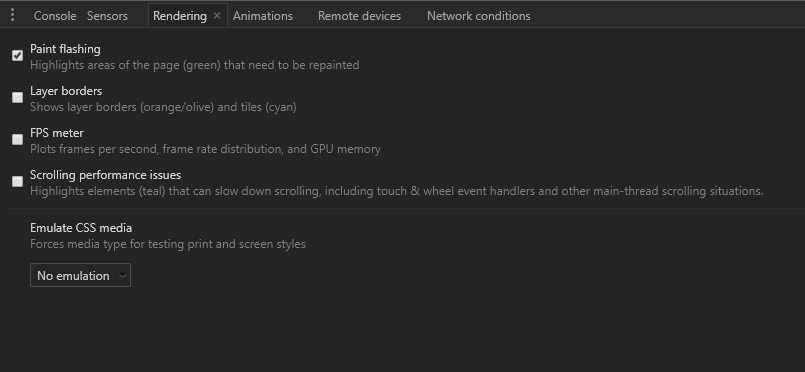 Console Sensors Rendering × Animations Remote devices Network conditions
Paint flashing
Highlights areas of the page (green) that need to be repainted
Layer borders
Shows layer borders (orange/olive) and tiles (cyan)
FPS meter
Plots frames per second, frame rate distribution, and GPU memory
Scrolling performance issues
Highlights elements (teal) that can slow down scrolling, including touch & wheel event handlers and other main-thread scrolling situations.
Emulate CSS media
Forces media type for testing print and screen styles
No emulation